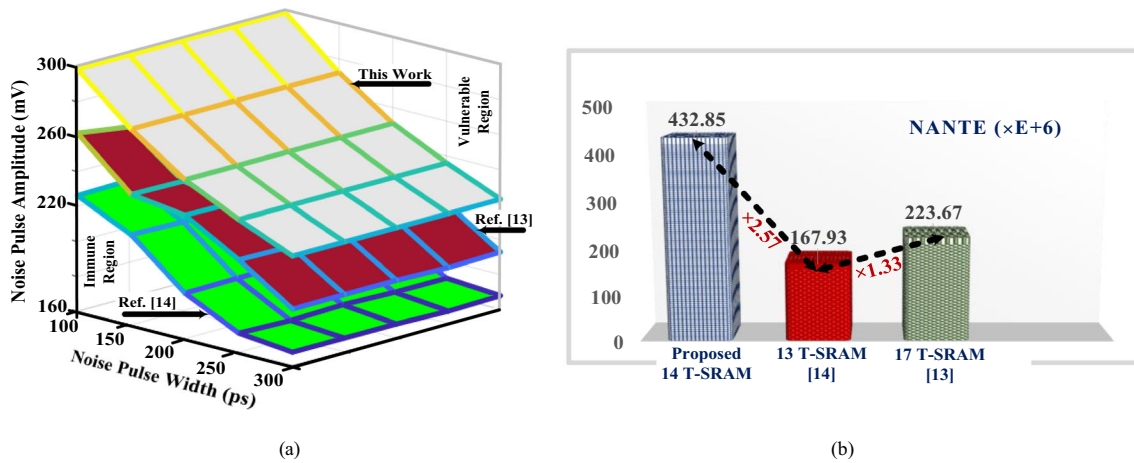 300
260
220
160
Noise Pulse Amplitude (mV)
100
150
200
250
300
Noise Pulse Width (ps)
This Work
Vulnerable
Region
Ref. [13]
Immune
Region
Ref. [14]
(a)
500
400
300
200
100
0
NANTE (×E+6)
432.85
167.93
223.67
×2.57
×1.33
Proposed
14 T-SRAM
13 T-SRAM
[14]
17 T-SRAM
[13]
(b)